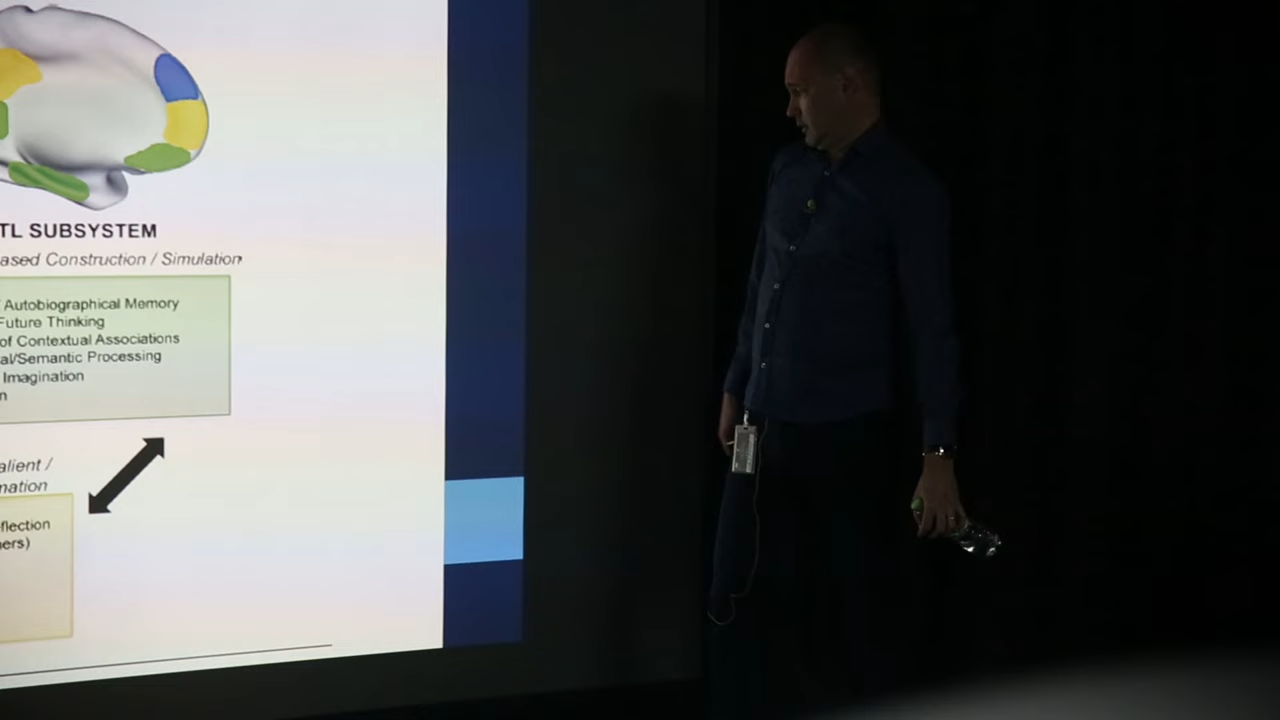 TL SUBSYSTEM
ased Construction / Simulation
Autobiographical Memory
Future Thinking
of Contextual Associations
al/Semantic Processing
Imagination
n
alient /
mation
flection
ers)